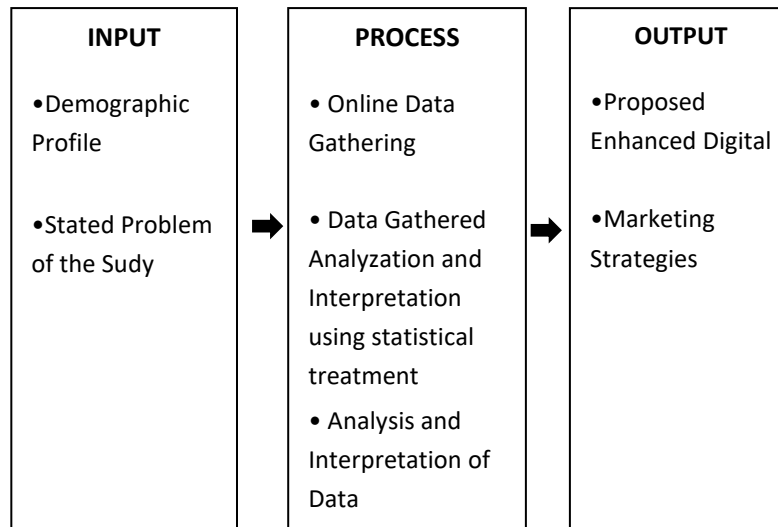 INPUT
•Demographic
Profile
•Stated Problem
of the Sudy
PROCESS
• Online Data
Gathering
• Data Gathered
Analyzation and
Interpretation
using statistical
treatment
• Analysis and
Interpretation of
Data
OUTPUT
•Proposed
Enhanced Digital
•Marketing
Strategies